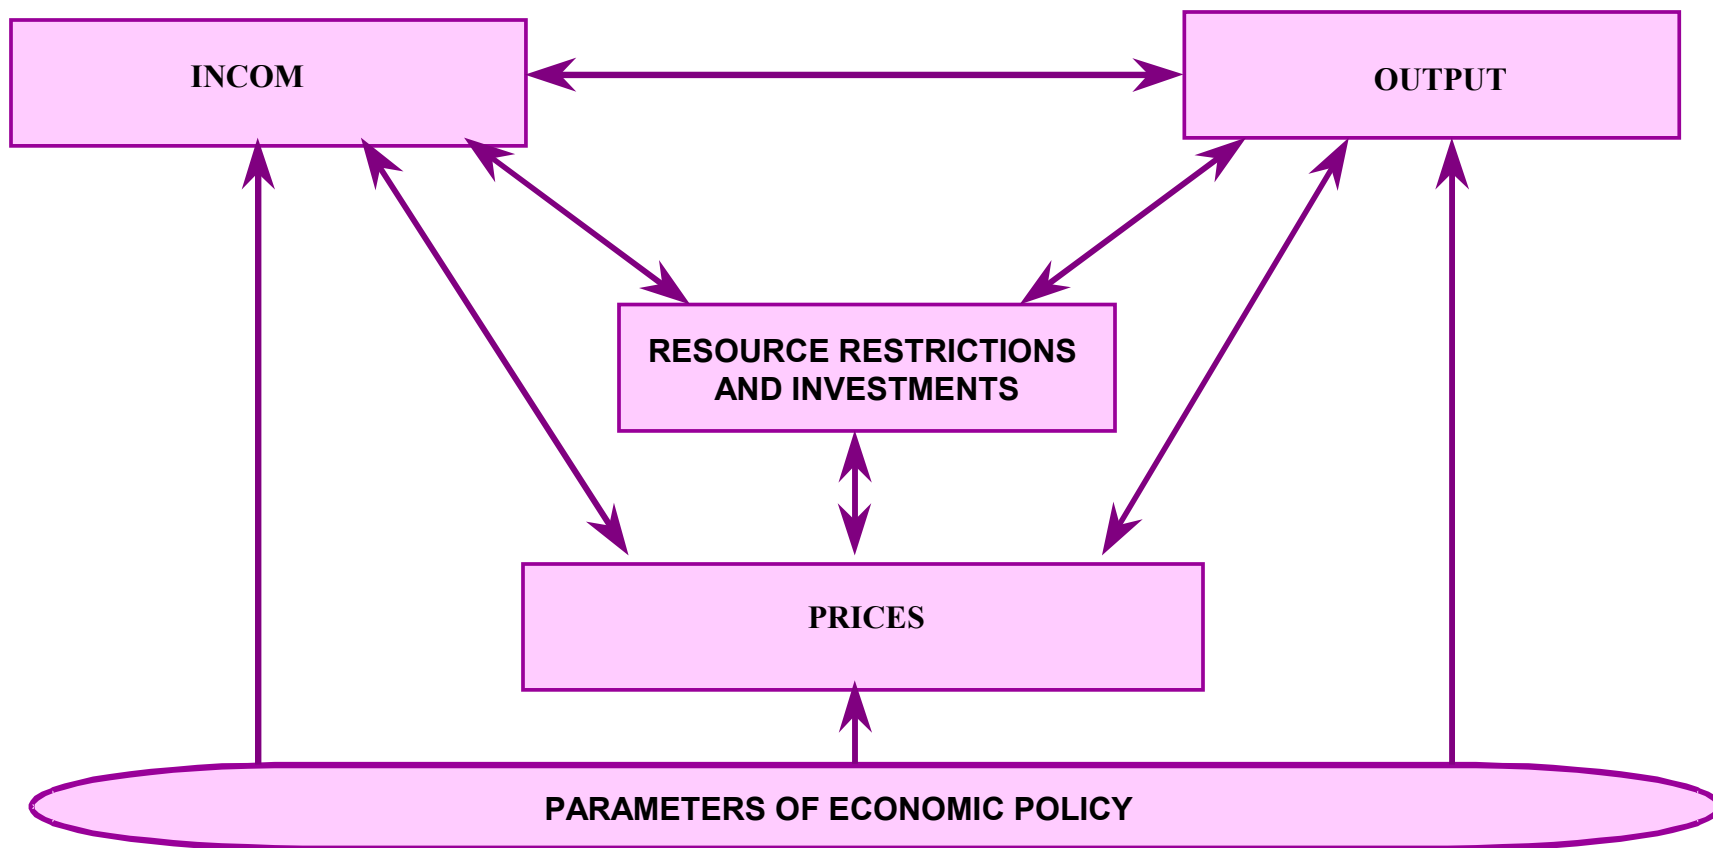 INCOM
OUTPUT
RESOURCE RESTRICTIONS
AND INVESTMENTS
PRICES
PARAMETERS OF ECONOMIC POLICY